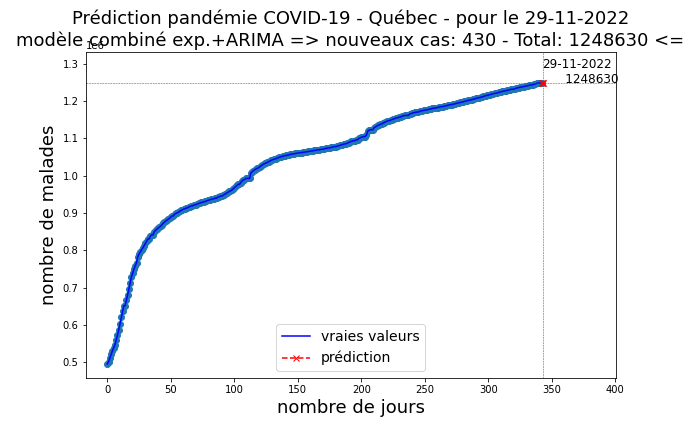 Prédiction pandémie COVID-19 - Québec - pour le 29-11-2022
modèle combiné exp.+ARIMA => nouveaux cas: 430 - Total: 1248630 <=
1e6
29-11-2022
1248630
1.3
1.2
1.1
1.0
0.9
0.8
0.7
0.6
0.5
nombre de malades
vraies valeurs
prédiction
0 50 100 150 200 250 300 350 400
nombre de jours